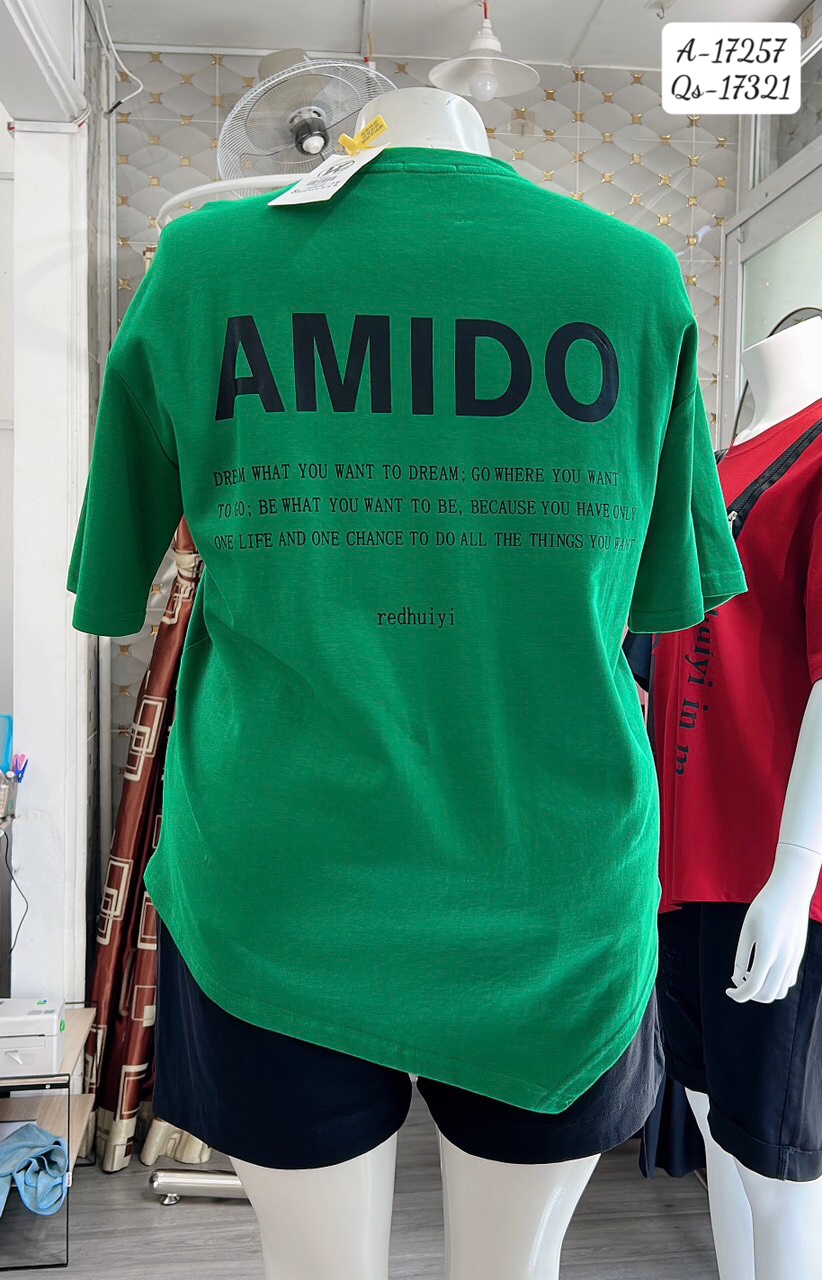 A-17257
Qs-17321
AMIDO
DREM WHAT YOU WANT TO DREAM; GO WHERE YOU WANT
TO GO; BE WHAT YOU WANT TO BE, BECAUSE YOU HAVE ONLY
ONE LIFE AND ONE CHANCE TO DO ALL THE THINGS YOU WANT
redhuiyi
huiyi in m